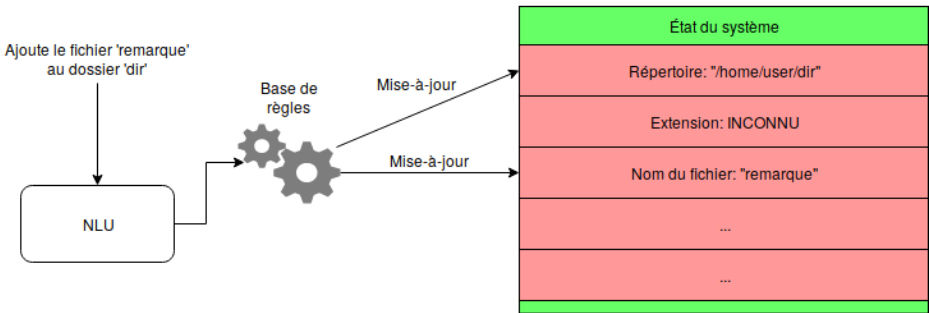 Ajoute le fichier 'remarque'
au dossier 'dir'
NLU
Base de
règles
Mise-à-jour
Mise-à-jour
État du système
Répertoire: "/home/user/dir"
Extension: INCONNU
Nom du fichier: "remarque"
...
...